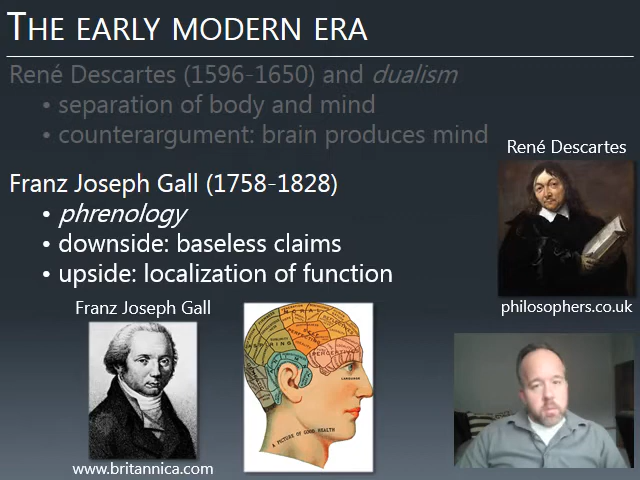 THE EARLY MODERN ERA
René Descartes (1596-1650) and dualism
• separation of body and mind
• counterargument: brain produces mind
René Descartes
Franz Joseph Gall (1758-1828)
• phrenology
• downside: baseless claims
• upside: localization of function
philosophers.co.uk
Franz Joseph Gall
A PICTURE OF GOOD HEALTH
www.britannica.com